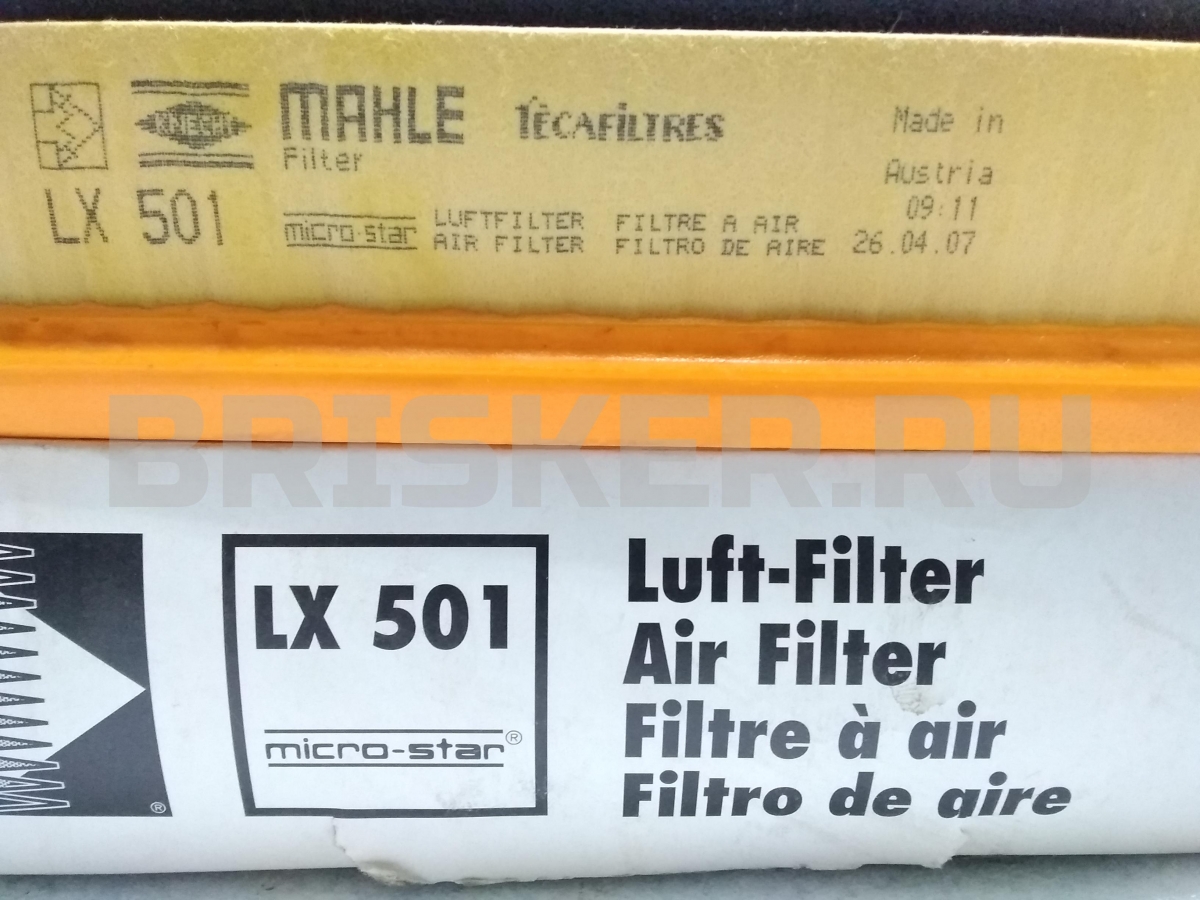 KNECHT
MAHLE
Filter
TECAFILTRES
Made in
Austria
09:11
26.04.07
LX 501
micro-star
LUFTFILTER FILTRE A AIR
AIR FILTER FILTRO DE AIRE
BRISKER.RU
LX 501
micro-star®
®
Luft-Filter
Air Filter
Filtre à air
Filtro de aire